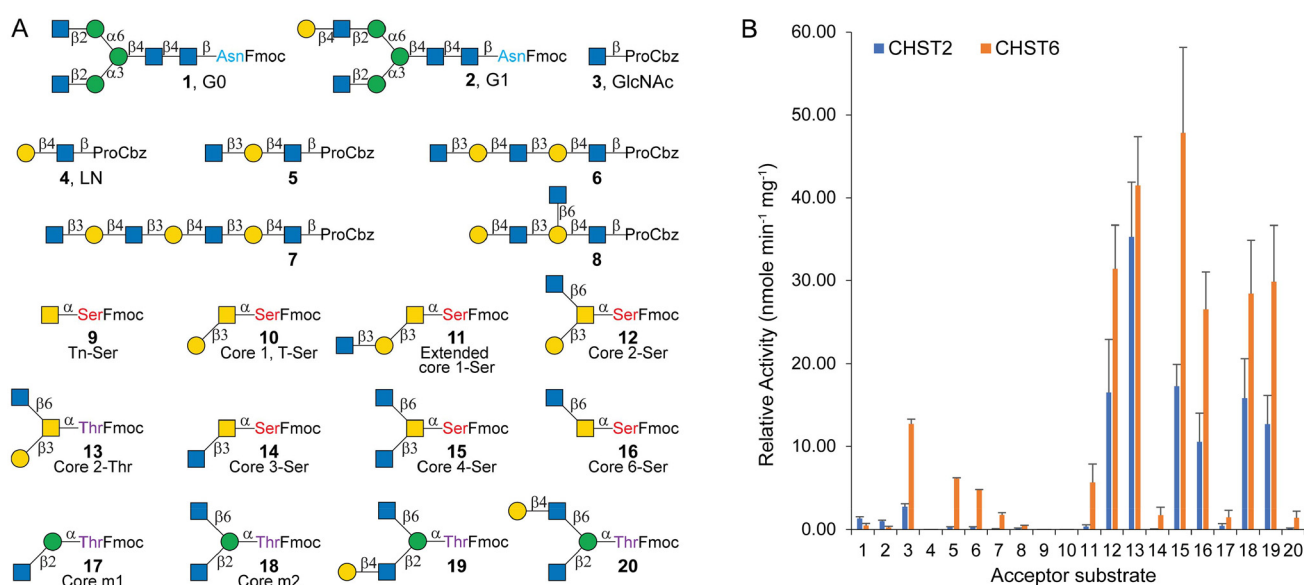 A
β2
α6
β4
β4
β
AsnFmoc
β2
α3
1, G0
β4
β2
α6
β4
β4
β
AsnFmoc
β2
α3
2, G1
β
ProCbz
3, GlcNAc
β4
β
ProCbz
4, LN
β3
β4
β
ProCbz
5
β3
β4
β3
β4
β
ProCbz
6
β3
β4
β3
β4
β3
β4
β
ProCbz
7
β6
β4
β3
β4
β
ProCbz
8
α
SerFmoc
9
Tn-Ser
α
SerFmoc
β3
10
Core 1, T-Ser
α
SerFmoc
β3
β3
11
Extended
core 1-Ser
β6
α
SerFmoc
β3
12
Core 2-Ser
β6
α
ThrFmoc
β3
13
Core 2-Thr
α
SerFmoc
β3
14
Core 3-Ser
β6
α
SerFmoc
β3
15
Core 4-Ser
β6
α
SerFmoc
16
Core 6-Ser
α
ThrFmoc
β2
17
Core m1
β6
α
ThrFmoc
β2
18
Core m2
β6
α
ThrFmoc
β4
β2
19
β4
β6
α
ThrFmoc
β2
20
B
CHST2 CHST6
Relative Activity (nmole min⁻¹ mg⁻¹)
60.00
50.00
40.00
30.00
20.00
10.00
0.00
1 2 3 4 5 6 7 8 9 10 11 12 13 14 15 16 17 18 19 20
Acceptor substrate